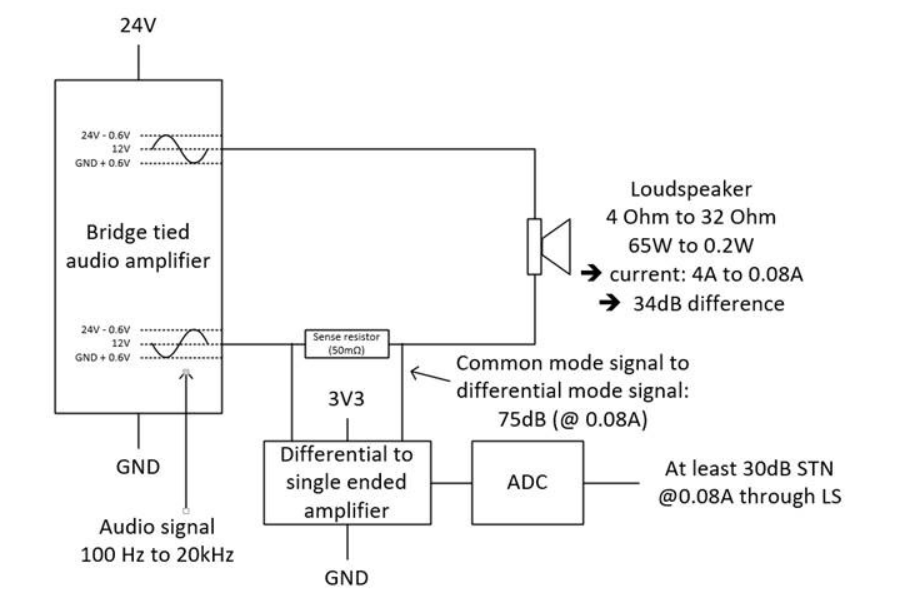 24V
24V - 0.6V
12V
GND + 0.6V
Bridge tied
audio amplifier
24V - 0.6V
12V
GND + 0.6V
GND
Audio signal
100 Hz to 20kHz
Sense resistor
(50mΩ)
3V3
Differential to
single ended
amplifier
GND
ADC
Loudspeaker
4 Ohm to 32 Ohm
65W to 0.2W
➔ current: 4A to 0.08A
➔ 34dB difference
Common mode signal to
differential mode signal:
75dB (@ 0.08A)
At least 30dB STN
@0.08A through LS